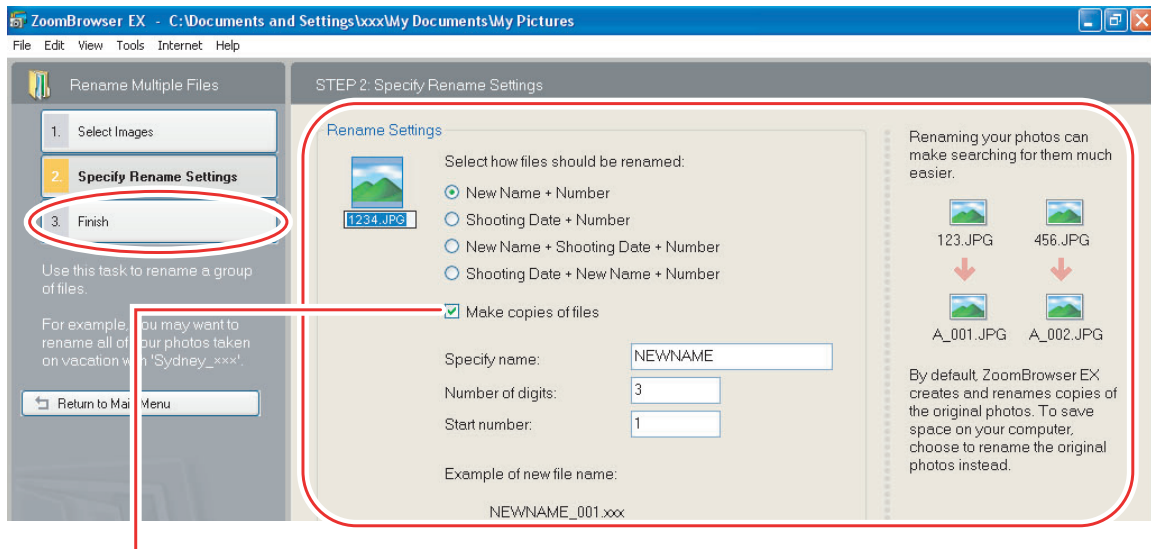 ZoomBrowser EX - C:\Documents and Settings\xxx\My Documents\My Pictures
File Edit View Tools Internet Help
Rename Multiple Files
1. Select Images
2. Specify Rename Settings
3. Finish
Use this task to rename a group
of files.
For example, you may want to
rename all of your photos taken
on vacation with 'Sydney_×××'.
Return to Main Menu
STEP 2: Specify Rename Settings
Rename Settings
1234.JPG
Select how files should be renamed:
New Name + Number
Shooting Date + Number
New Name + Shooting Date + Number
Shooting Date + New Name + Number
Make copies of files
Specify name: NEWNAME
Number of digits: 3
Start number: 1
Example of new file name:
NEWNAME_001.xxx
Renaming your photos can
make searching for them much
easier.
123.JPG 456.JPG
A_001.JPG A_002.JPG
By default, ZoomBrowser EX
creates and renames copies of
the original photos. To save
space on your computer,
choose to rename the original
photos instead.